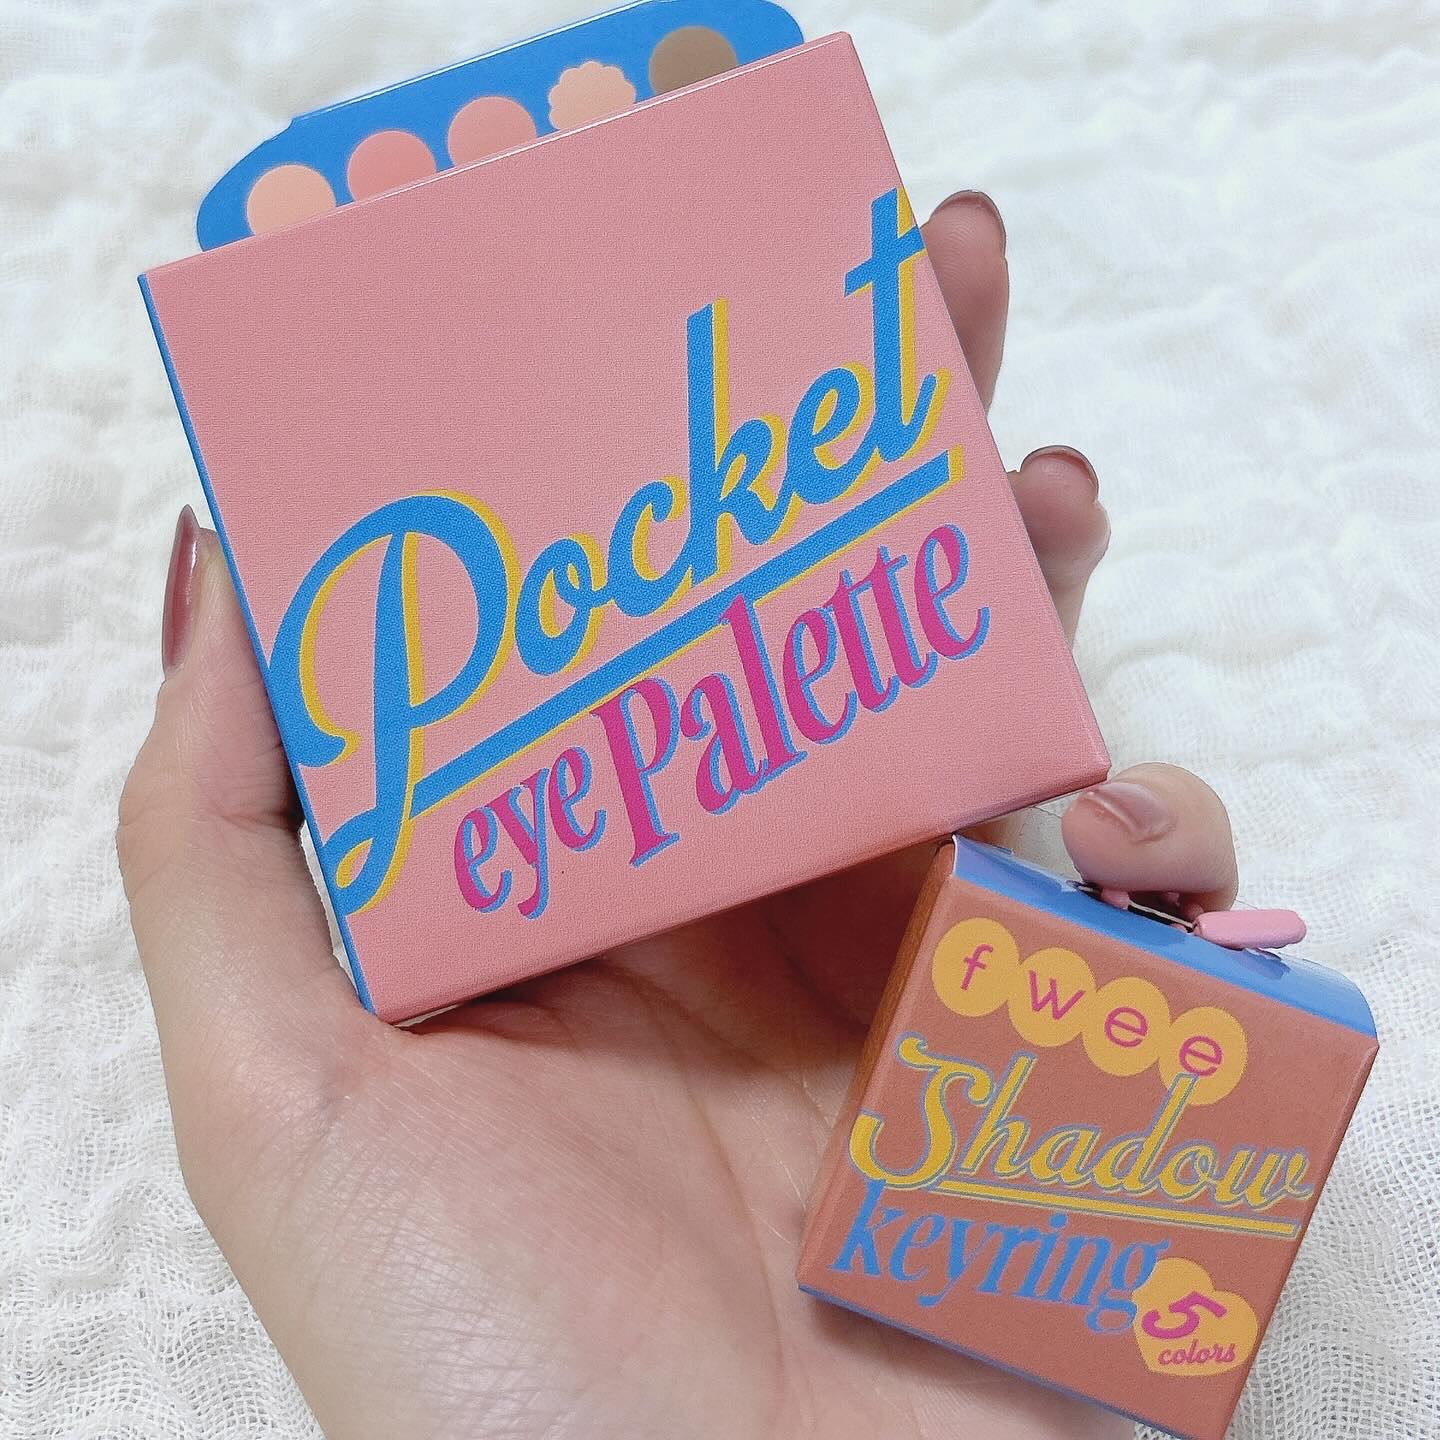 Pocket
eye Palette
fwee
Shadow
keyring
5
colors